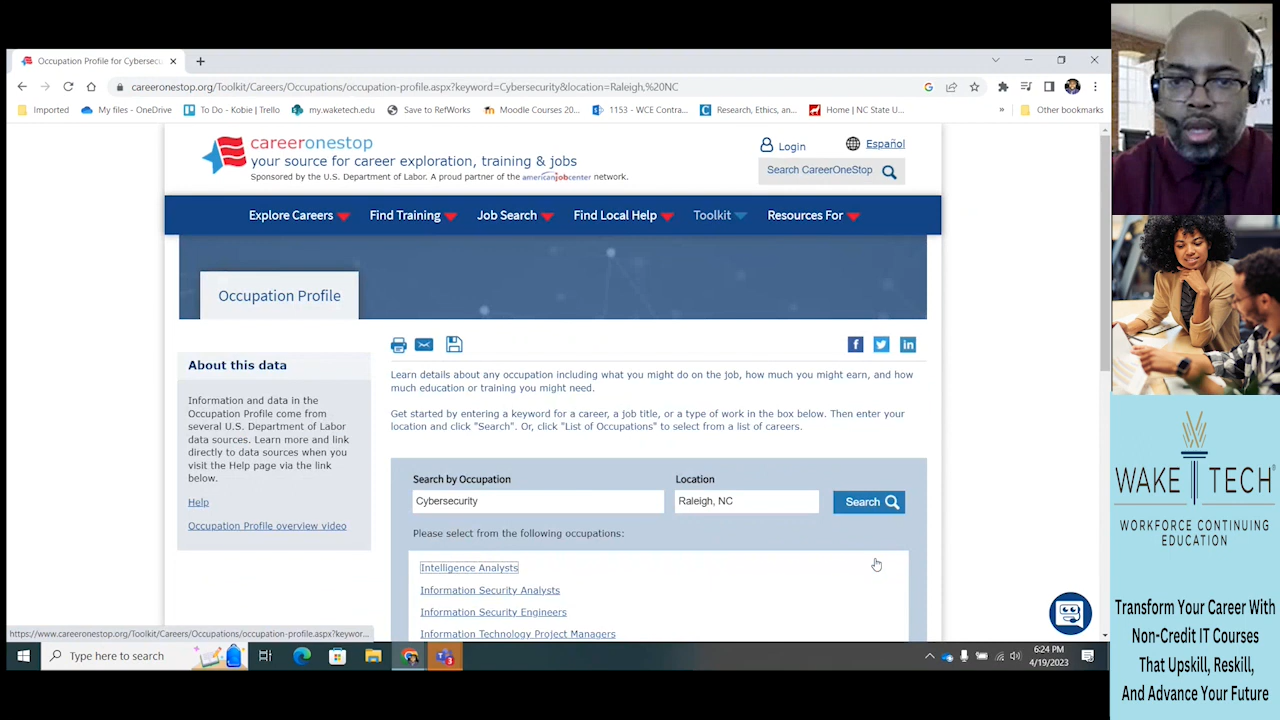 Occupation Profile for Cybersecu
careeronestop.org/Toolkit/Careers/Occupations/occupation-profile.aspx?keyword=Cybersecurity&location=Raleigh,%20NC
Imported
My files - OneDrive
To Do - Kobie | Trello
my.waketech.edu
Save to RefWorks
Moodle Courses 20...
1153 - WCE Contra...
Research, Ethics, an...
Home | NC State U...
»
Other bookmarks
careeronestop
your source for career exploration, training & jobs
Sponsored by the U.S. Department of Labor. A proud partner of the americanjobcenter network.
Login
Español
Search CareerOneStop
Explore Careers
Find Training
Job Search
Find Local Help
Toolkit
Resources For
Occupation Profile
About this data
Information and data in the
Occupation Profile come from
several U.S. Department of Labor
data sources. Learn more and link
directly to data sources when you
visit the Help page via the link
below.
Help
Occupation Profile overview video
Learn details about any occupation including what you might do on the job, how much you might earn, and how
much education or training you might need.
Get started by entering a keyword for a career, a job title, or a type of work in the box below. Then enter your
location and click "Search". Or, click "List of Occupations" to select from a list of careers.
Search by Occupation
Location
Cybersecurity
Raleigh, NC
Search
Please select from the following occupations:
Intelligence Analysts
Information Security Analysts
Information Security Engineers
Information Technology Project Managers
https://www.careeronestop.org/Toolkit/Careers/Occupations/occupation-profile.aspx?keywor...
Type here to search
6:24 PM
4/19/2023
WAKE TECH®
WORKFORCE CONTINUING
EDUCATION
Transform Your Career With
Non-Credit IT Courses
That Upskill, Reskill,
And Advance Your Future